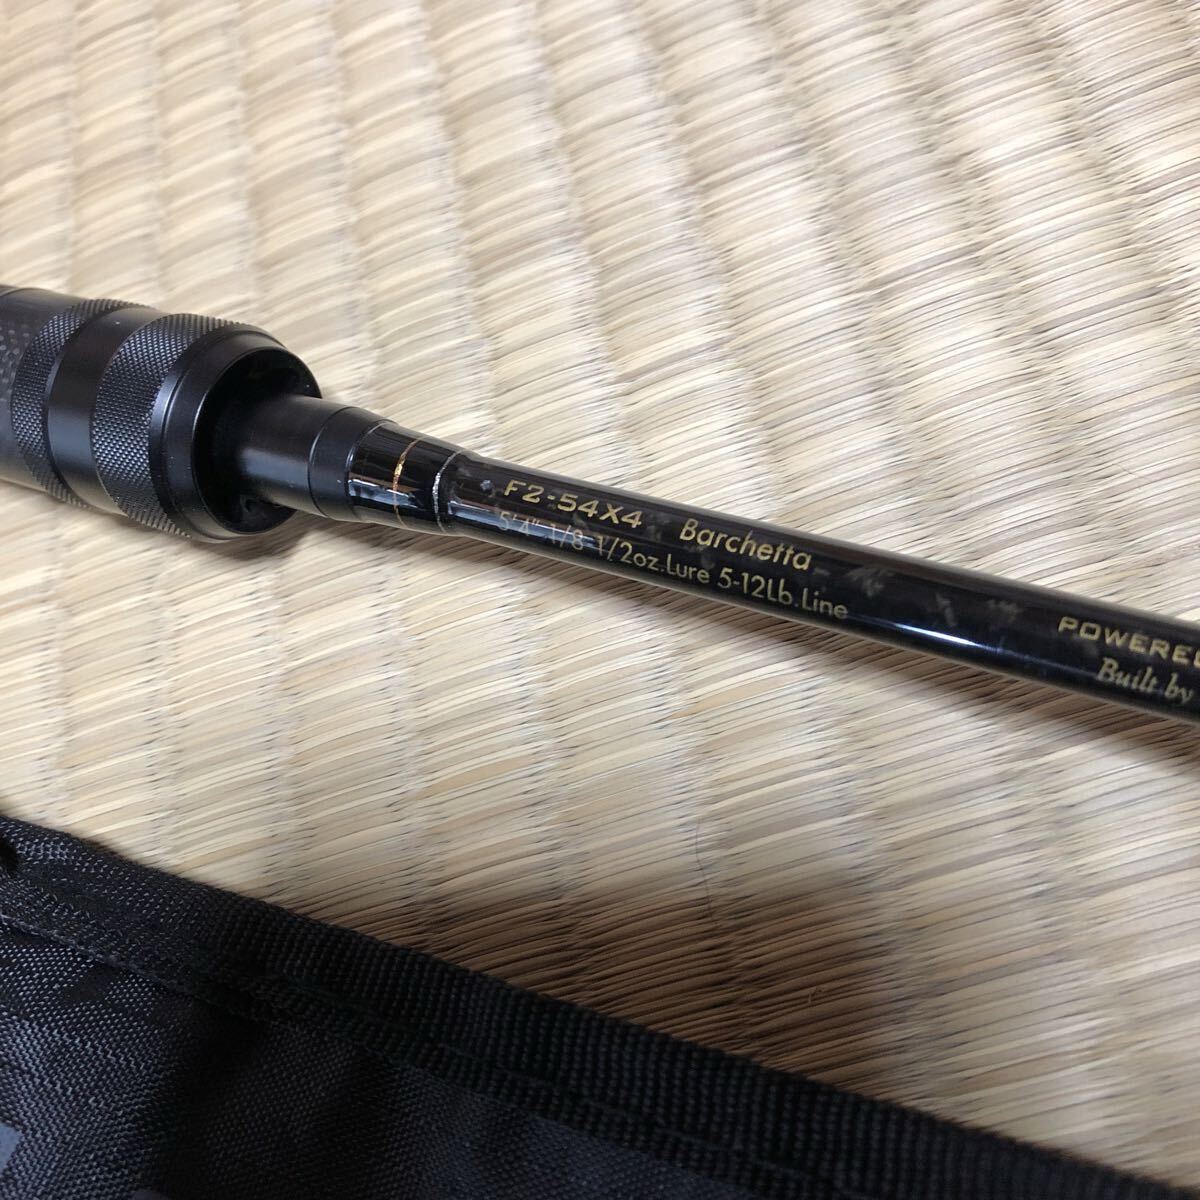 F2-54X4 Barchetta
5'4" 1/8 1/2oz.Lure 5-12Lb.Line
POWERED
Built by